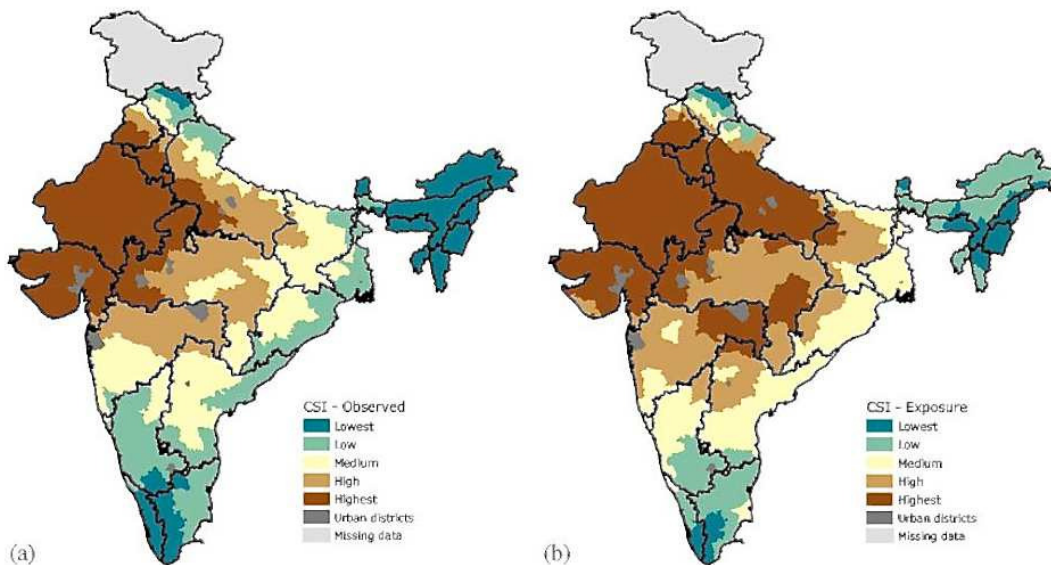 CSI - Observed
Lowest
Low
Medium
High
Highest
Urban districts
Missing data
(a)
CSI - Exposure
Lowest
Low
Medium
High
Highest
Urban districts
Missing data
(b)